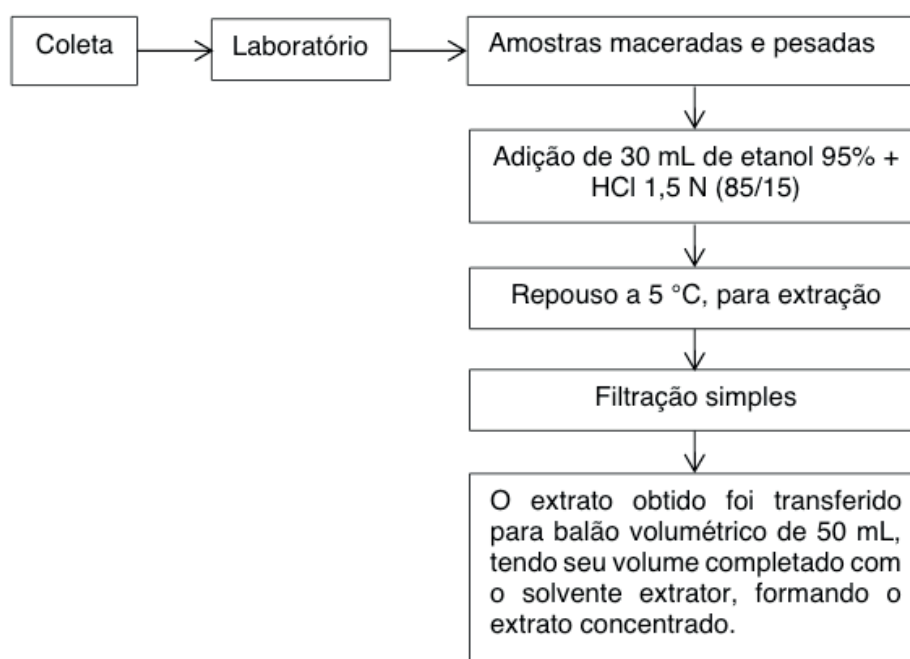 Coleta
Laboratório
Amostras maceradas e pesadas
Adição de 30 mL de etanol 95% +
HCl 1,5 N (85/15)
Repouso a 5 °C, para extração
Filtração simples
O extrato obtido foi transferido
para balão volumétrico de 50 mL,
tendo seu volume completado com
o solvente extrator, formando o
extrato concentrado.